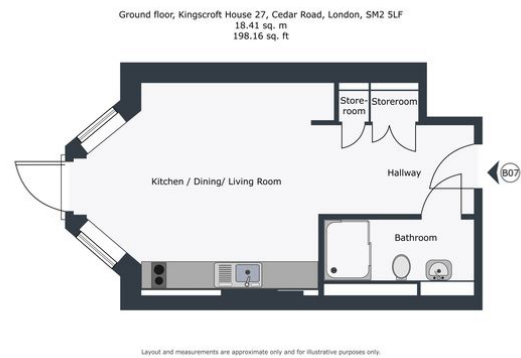 Ground floor, Kingscroft House 27, Cedar Road, London, SM2 5LF
18.41 sq. m
198.16 sq. ft
Store-
room
Storeroom
Hallway
B07
Kitchen / Dining/ Living Room
Bathroom
Layout and measurements are approximate only and for illustrative purposes only.